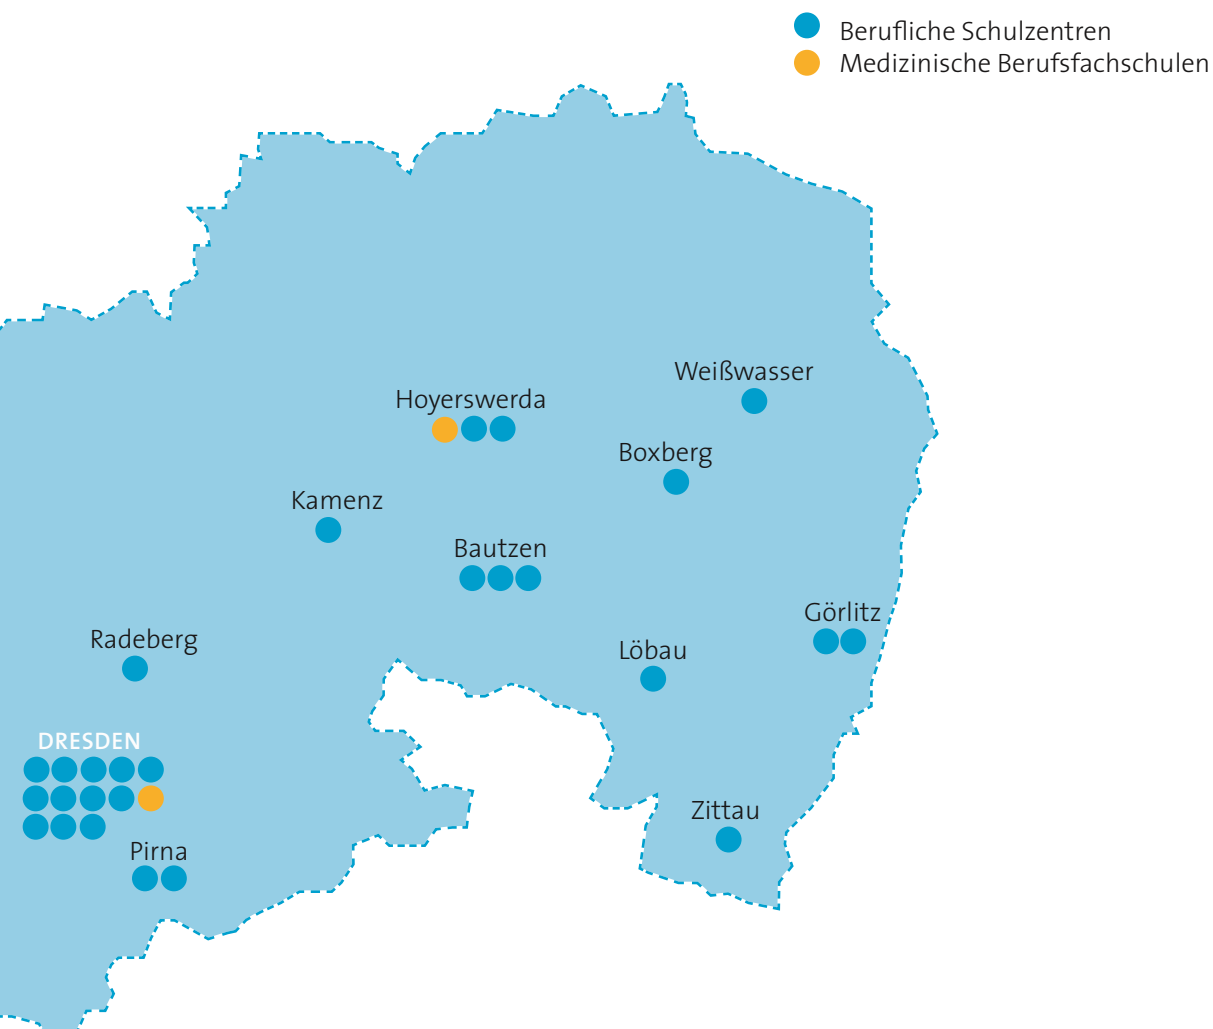 Berufliche Schulzentren
Medizinische Berufsfachschulen
Weißwasser
Hoyerswerda
Boxberg
Kamenz
Bautzen
Görlitz
Radeberg
Löbau
DRESDEN
Zittau
Pirna